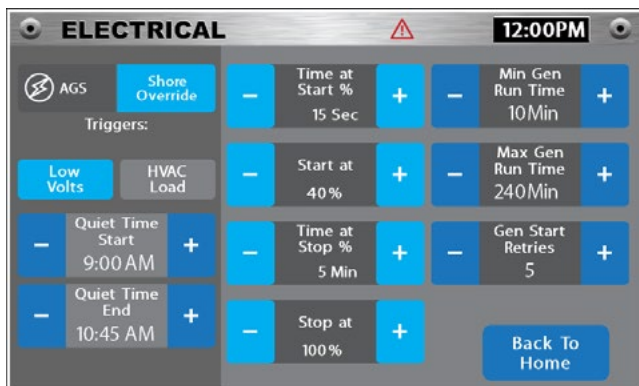 ELECTRICAL
12:00PM
AGS
Shore
Override
Triggers:
Low
Volts
HVAC
Load
Quiet Time
Start
9:00 AM
Quiet Time
End
10:45 AM
Time at
Start %
15 Sec
Start at
40%
Time at
Stop %
5 Min
Stop at
100%
Min Gen
Run Time
10Min
Max Gen
Run Time
240Min
Gen Start
Retries
5
Back To
Home